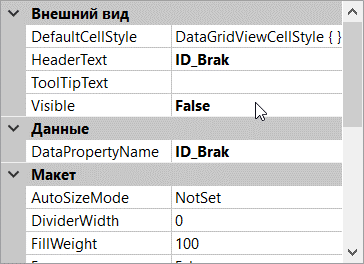 Внешний вид
DefaultCellStyle DataGridViewCellStyle { }
HeaderText ID_Brak
ToolTipText
Visible False
Данные
DataPropertyName ID_Brak
Макет
AutoSizeMode NotSet
DividerWidth 0
FillWeight 100